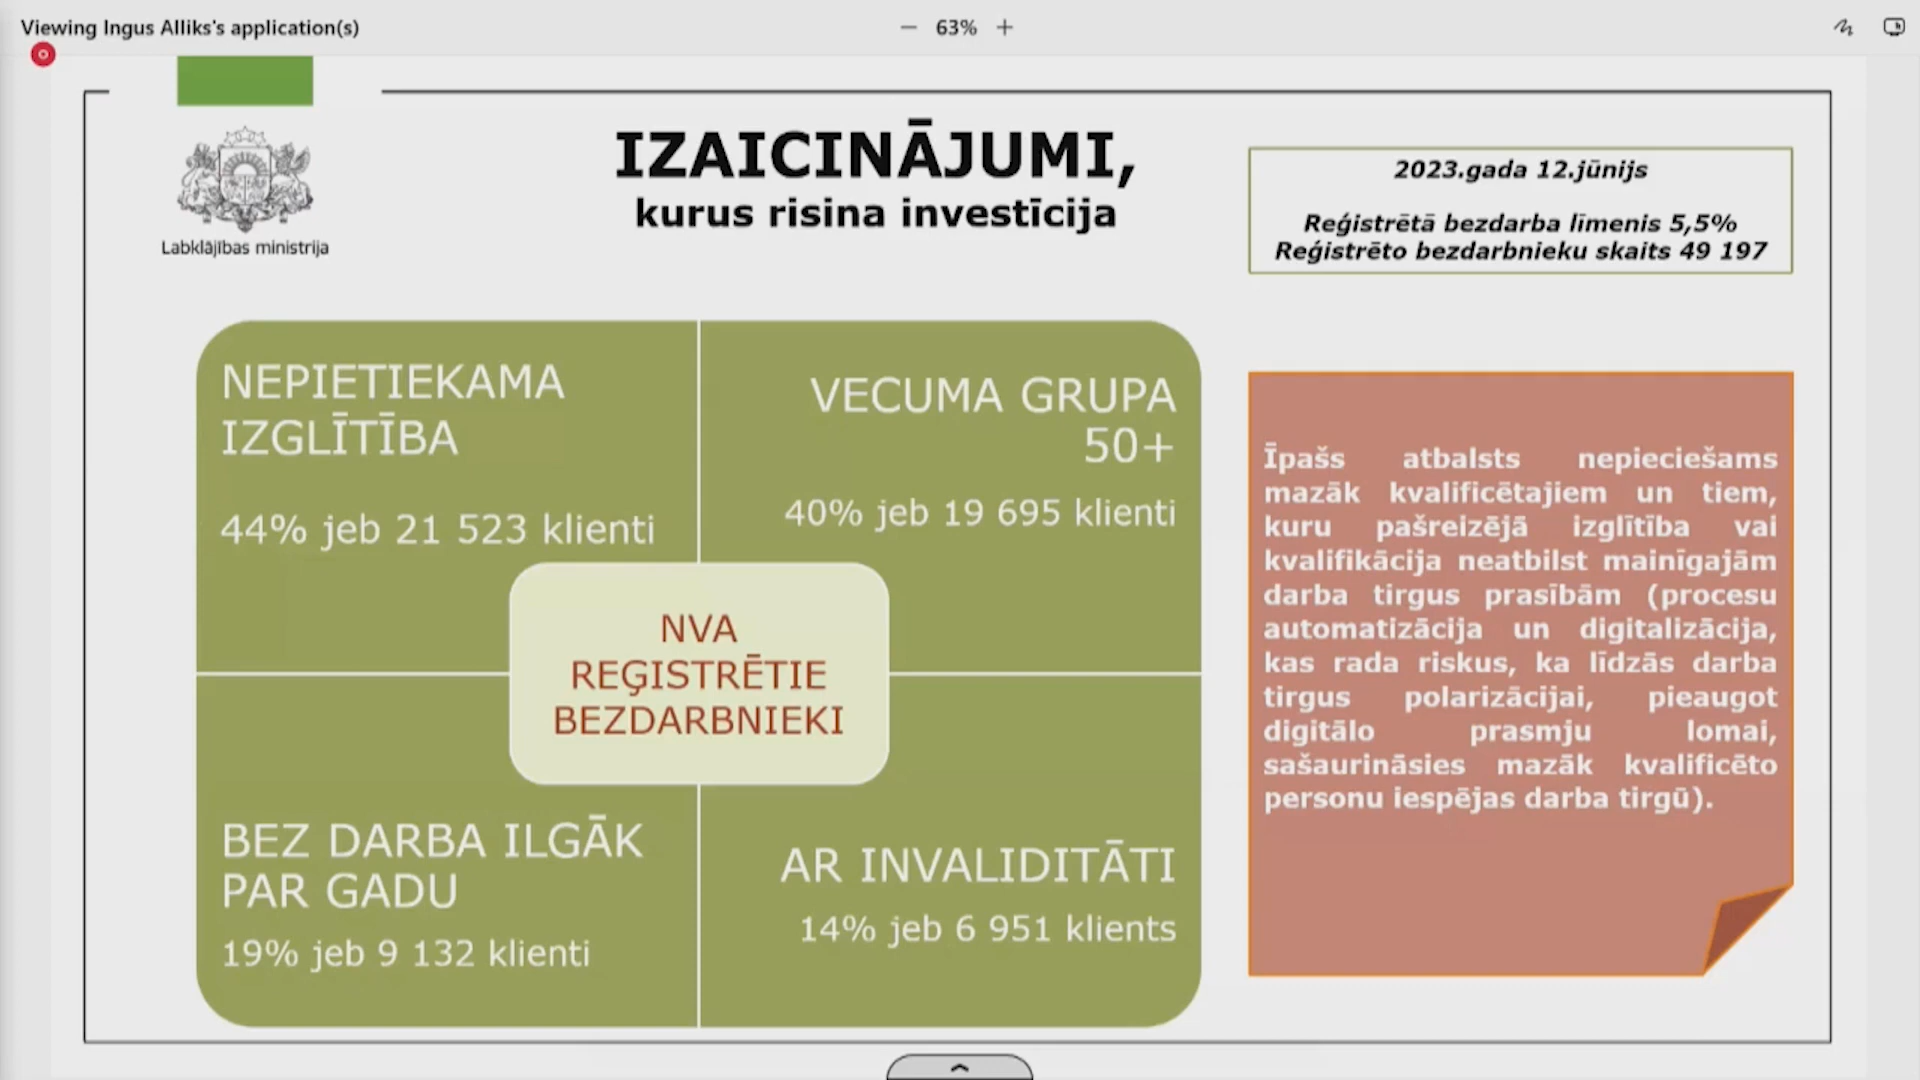 Viewing Ingus Alliks's application(s)
63%
Labklājības ministrija
IZAICINĀJUMI,
kurus risina investīcija
2023.gada 12.jūnijs
Reģistrētā bezdarba līmenis 5,5%
Reģistrēto bezdarbnieku skaits 49 197
NEPIETIEKAMA
IZGLĪTĪBA
44% jeb 21 523 klienti
VECUMA GRUPA
50+
40% jeb 19 695 klienti
NVA
REĢISTRĒTIE
BEZDARBNIEKI
BEZ DARBA ILGĀK
PAR GADU
19% jeb 9 132 klienti
AR INVALIDITĀTI
14% jeb 6 951 klients
Īpašs atbalsts nepieciešams
mazāk kvalificētajiem un tiem,
kuru pašreizējā izglītība vai
kvalifikācija neatbilst mainīgajām
darba tirgus prasībām (procesu
automatizācija un digitalizācija,
kas rada riskus, ka līdzās darba
tirgus polarizācijai, pieaugot
digitālo prasmju lomai,
sašaurināsies mazāk kvalificēto
personu iespējas darba tirgū).